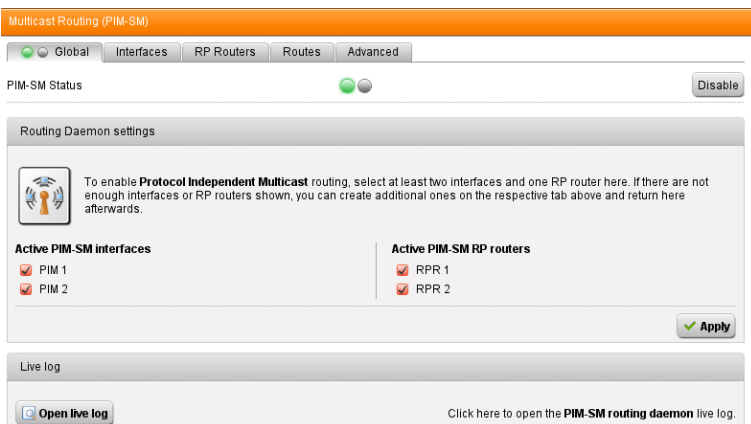 Multicast Routing (PIM-SM)
Global Interfaces RP Routers Routes Advanced
PIM-SM Status Disable
Routing Daemon settings
To enable Protocol Independent Multicast routing, select at least two interfaces and one RP router here. If there are not
enough interfaces or RP routers shown, you can create additional ones on the respective tab above and return here
afterwards.
Active PIM-SM interfaces
PIM 1
PIM 2
Active PIM-SM RP routers
RPR 1
RPR 2
Apply
Live log
Open live log Click here to open the PIM-SM routing daemon live log.